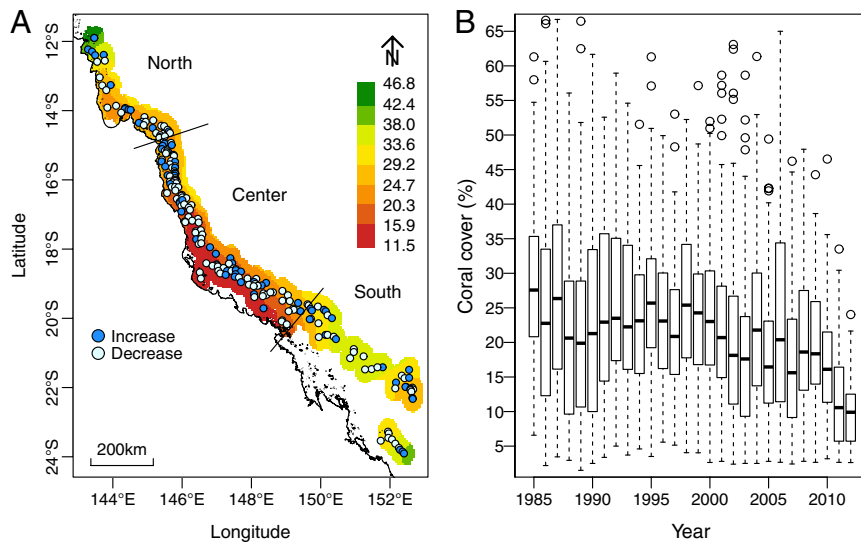 A
12°S
14°S
16°S
18°S
20°S
22°S
24°S
Latitude
North
Center
South
N
46.8
42.4
38.0
33.6
29.2
24.7
20.3
15.9
11.5
Increase
Decrease
200km
144°E
146°E
148°E
150°E
152°E
Longitude
B
65
60
55
50
45
40
35
30
25
20
15
10
5
Coral cover (%)
1985
1990
1995
2000
2005
2010
Year